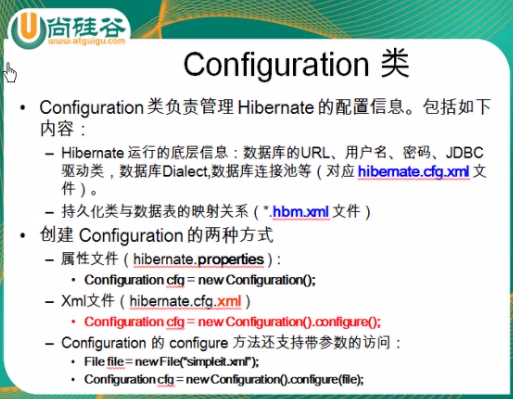 尚硅谷
www.atguigu.com
Configuration 类
• Configuration 类负责管理 Hibernate 的配置信息。包括如下
内容：
– Hibernate 运行的底层信息：数据库的URL、用户名、密码、JDBC
驱动类，数据库Dialect,数据库连接池等（对应 hibernate.cfg.xml 文
件）。
– 持久化类与数据表的映射关系（*.hbm.xml 文件）
• 创建 Configuration 的两种方式
– 属性文件（hibernate.properties）:
• Configuration cfg = new Configuration();
– Xml文件（hibernate.cfg.xml）
• Configuration cfg = new Configuration().configure();
– Configuration 的 configure 方法还支持带参数的访问：
• File file = new File("simpleit.xml");
• Configuration cfg = new Configuration().configure(file);